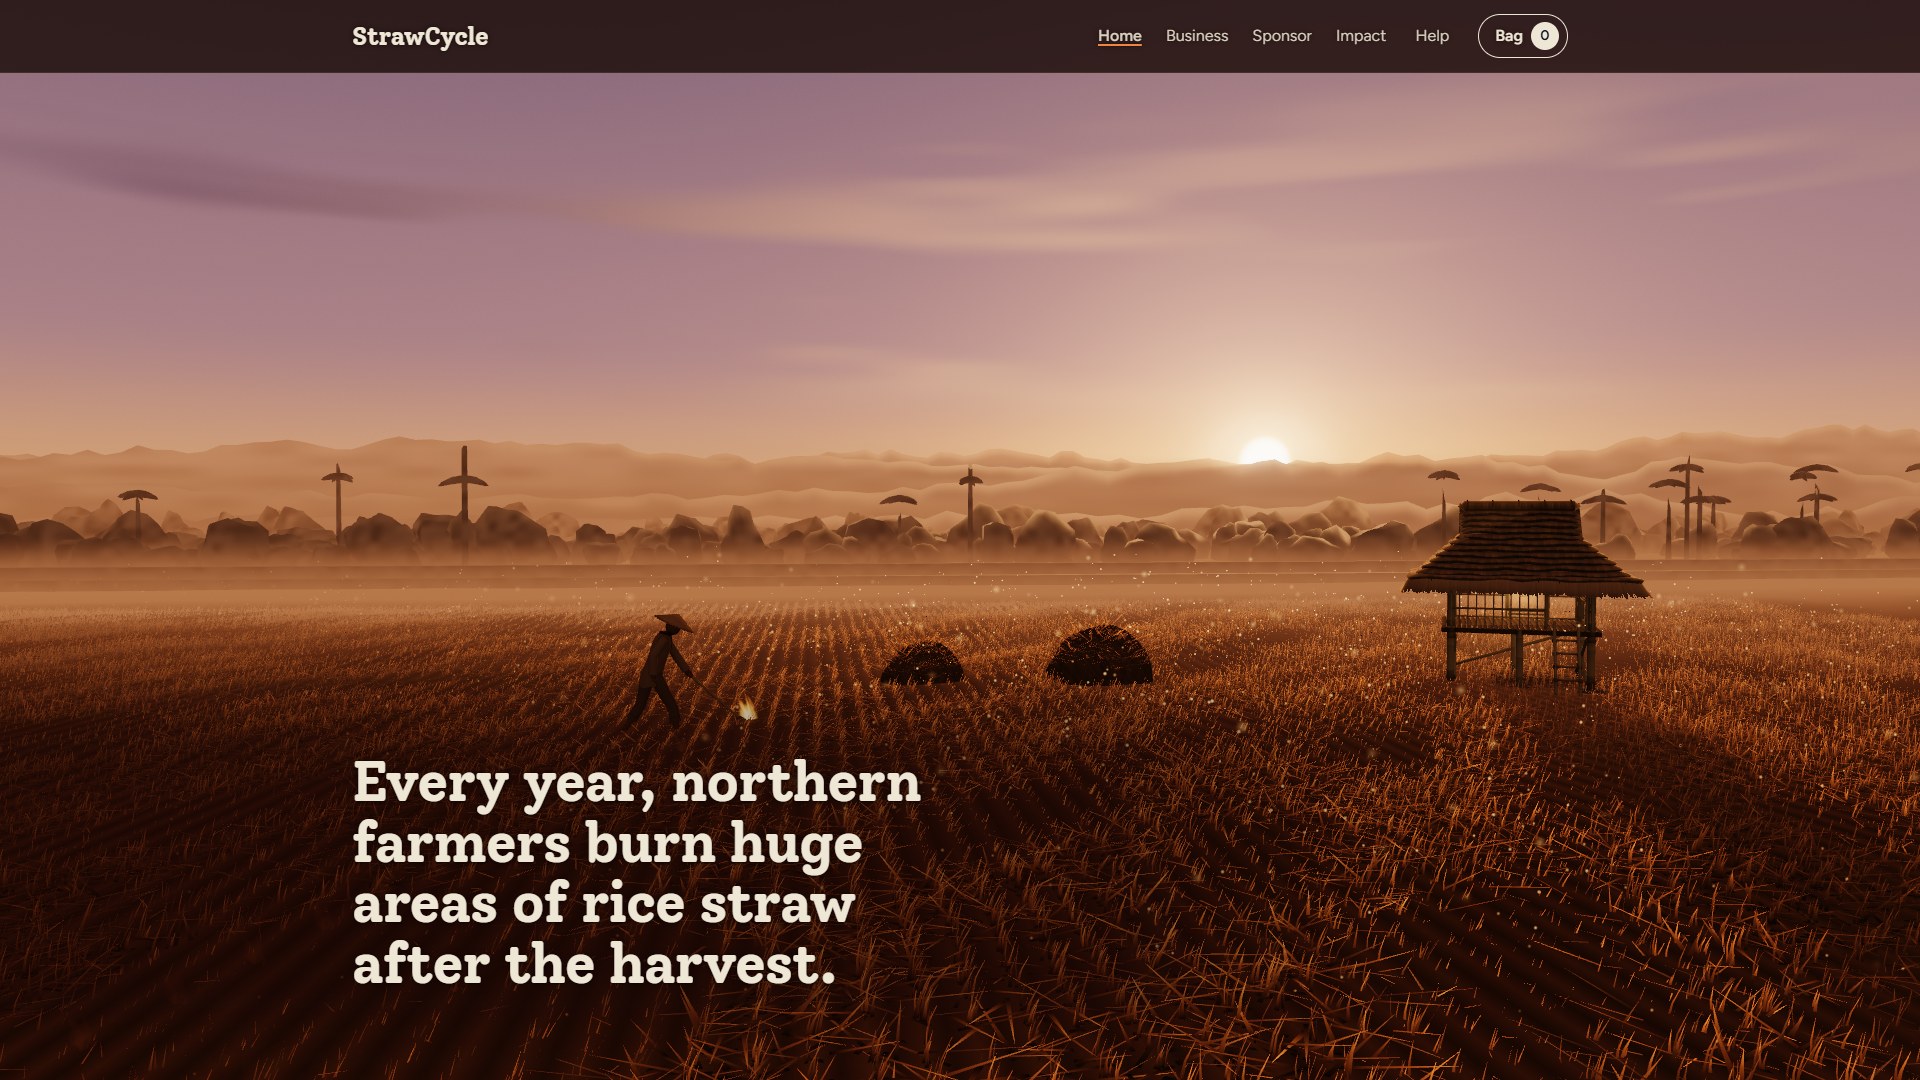 StrawCycle
Home Business Sponsor Impact Help Bag 0
Every year, northern
farmers burn huge
areas of rice straw
after the harvest.